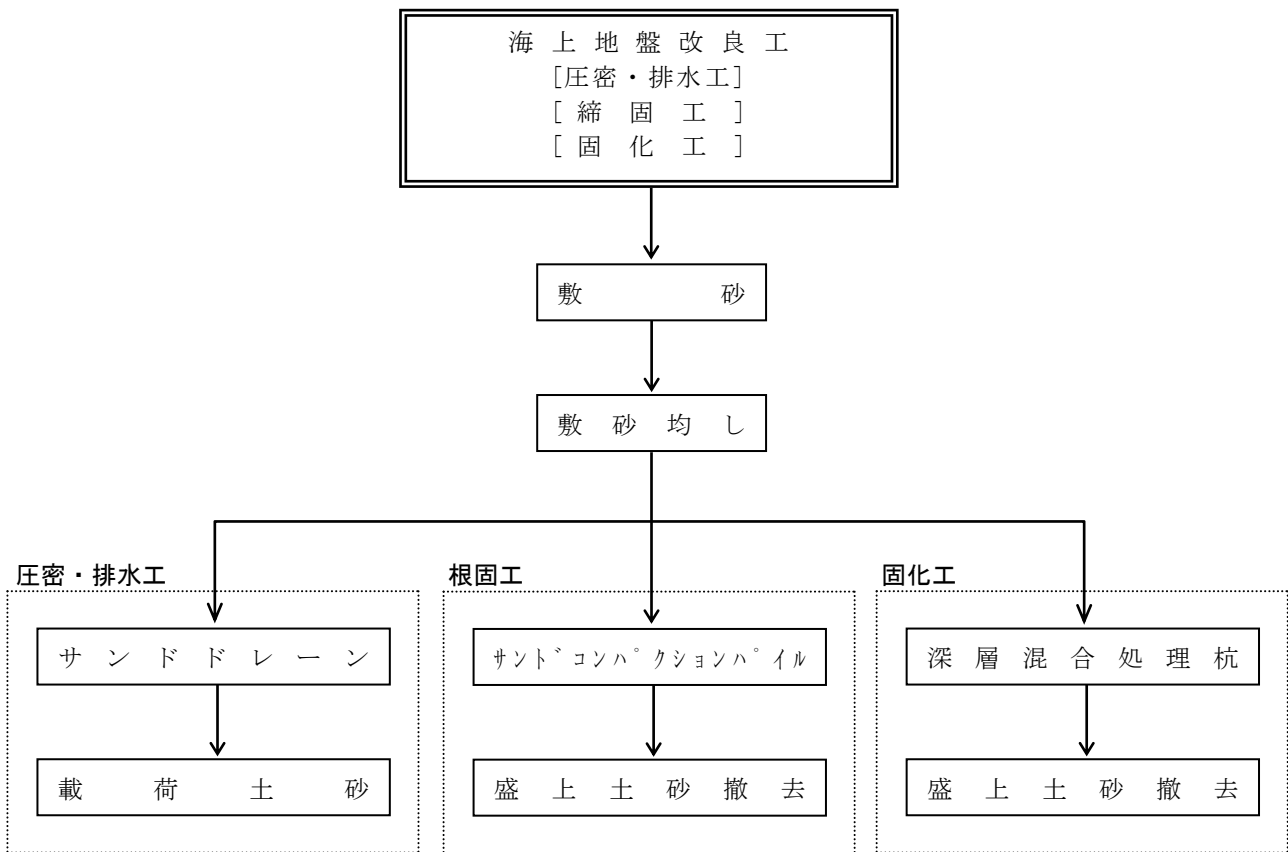 海上地盤改良工
[圧密・排水工]
[締固工]
[固化工]
敷砂
敷砂均し
圧密・排水工
根固工
固化工
サンドドレーン
サンドコンパクションパイル
深層混合処理杭
載荷土砂
盛上土砂撤去
盛上土砂撤去